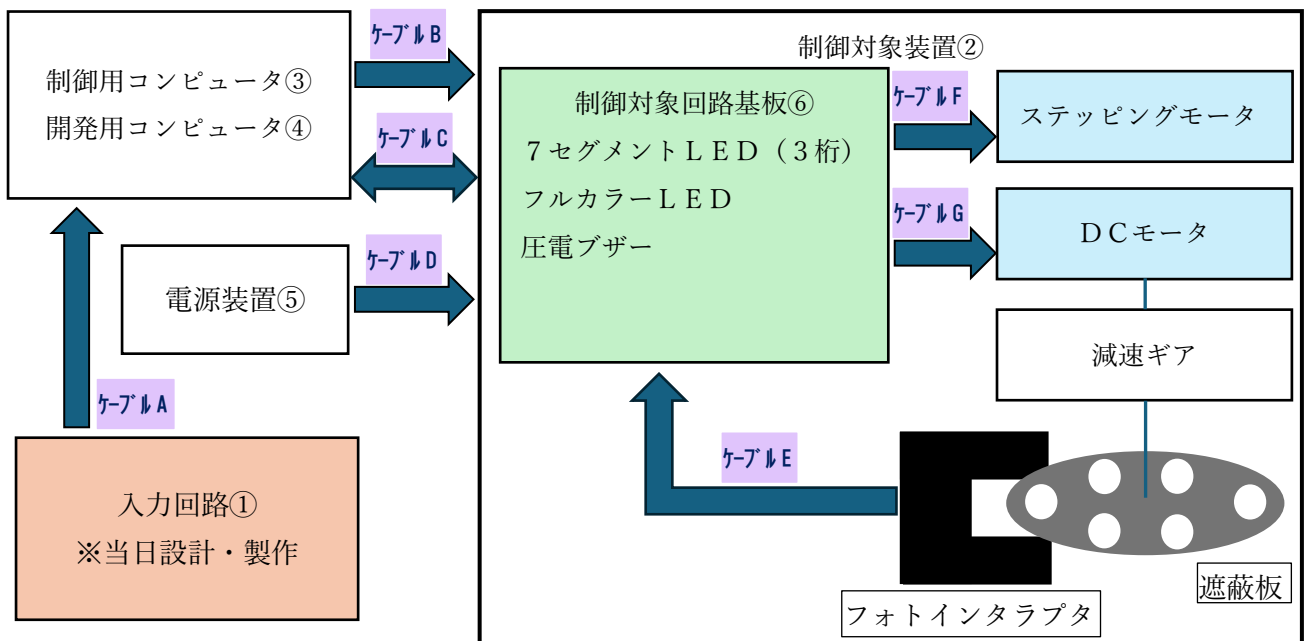 ケーブルB
制御用コンピュータ③
開発用コンピュータ④
ケーブルC
電源装置⑤
ケーブルD
ケーブルA
入力回路①
※当日設計・製作
制御対象装置②
制御対象回路基板⑥
７セグメントＬＥＤ（３桁）
フルカラーＬＥＤ
圧電ブザー
ケーブルF
ステッピングモータ
ケーブルG
ＤＣモータ
減速ギア
ケーブルE
フォトインタラプタ
遮蔽板